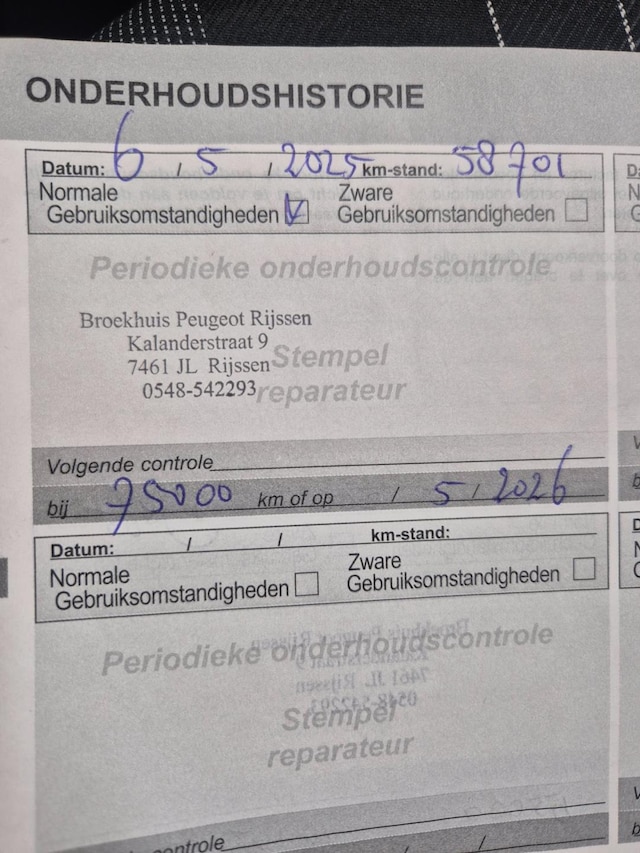 ONDERHOUDSHISTORIE
Datum: 6 / 5 / 2025 km-stand: 58701
Normale Gebruiksomstandigheden Zware Gebruiksomstandigheden
Periodieke onderhoudscontrole
Broekhuis Peugeot Rijssen
Kalanderstraat 9
7461 JL Rijssen
0548-542293
Stempel
reparateur
Volgende controle
bij 75000 km of op / 5 / 2026
Datum: / / km-stand:
Normale Gebruiksomstandigheden Zware Gebruiksomstandigheden
Periodieke onderhoudscontrole
Stempel
reparateur
controle